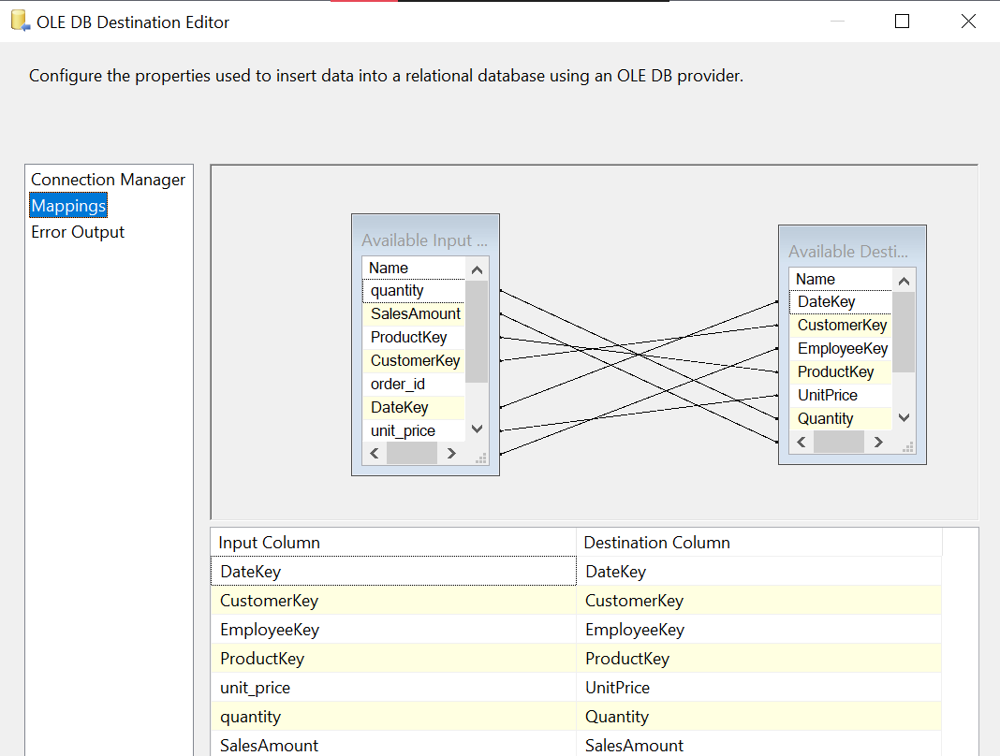 OLE DB Destination Editor
Configure the properties used to insert data into a relational database using an OLE DB provider.
Connection Manager
Mappings
Error Output
Available Input ...
Name
quantity
SalesAmount
ProductKey
CustomerKey
order_id
DateKey
unit_price
Available Desti...
Name
DateKey
CustomerKey
EmployeeKey
ProductKey
UnitPrice
Quantity
Input Column Destination Column
DateKey DateKey
CustomerKey CustomerKey
EmployeeKey EmployeeKey
ProductKey ProductKey
unit_price UnitPrice
quantity Quantity
SalesAmount SalesAmount